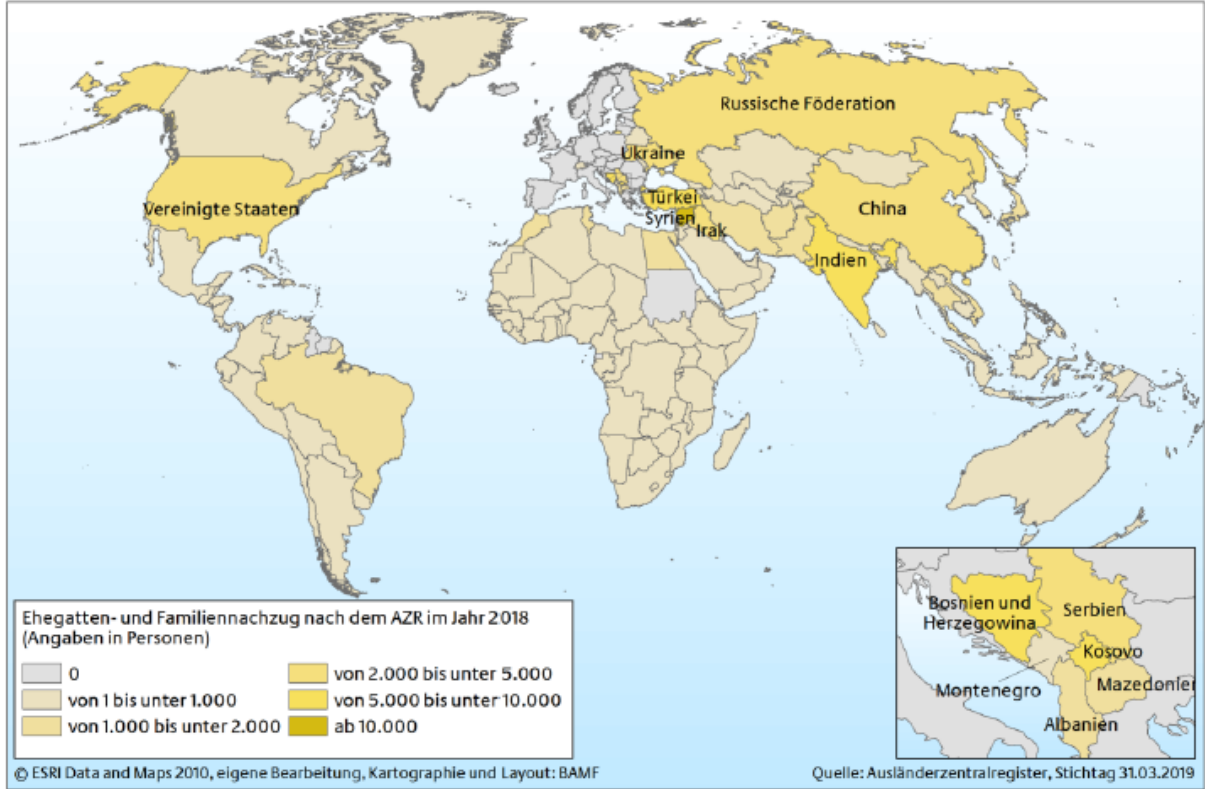 Russische Föderation
Ukraine
Vereinigte Staaten
Türkei
China
Syrien
Irak
Indien
Ehegatten- und Familiennachzug nach dem AZR im Jahr 2018
(Angaben in Personen)
0
von 2.000 bis unter 5.000
von 1 bis unter 1.000
von 5.000 bis unter 10.000
von 1.000 bis unter 2.000
ab 10.000
Bosnien und
Herzegowina
Serbien
Kosovo
Montenegro
Mazedonien
Albanien
© ESRI Data and Maps 2010, eigene Bearbeitung, Kartographie und Layout: BAMF
Quelle: Ausländerzentralregister, Stichtag 31.03.2019